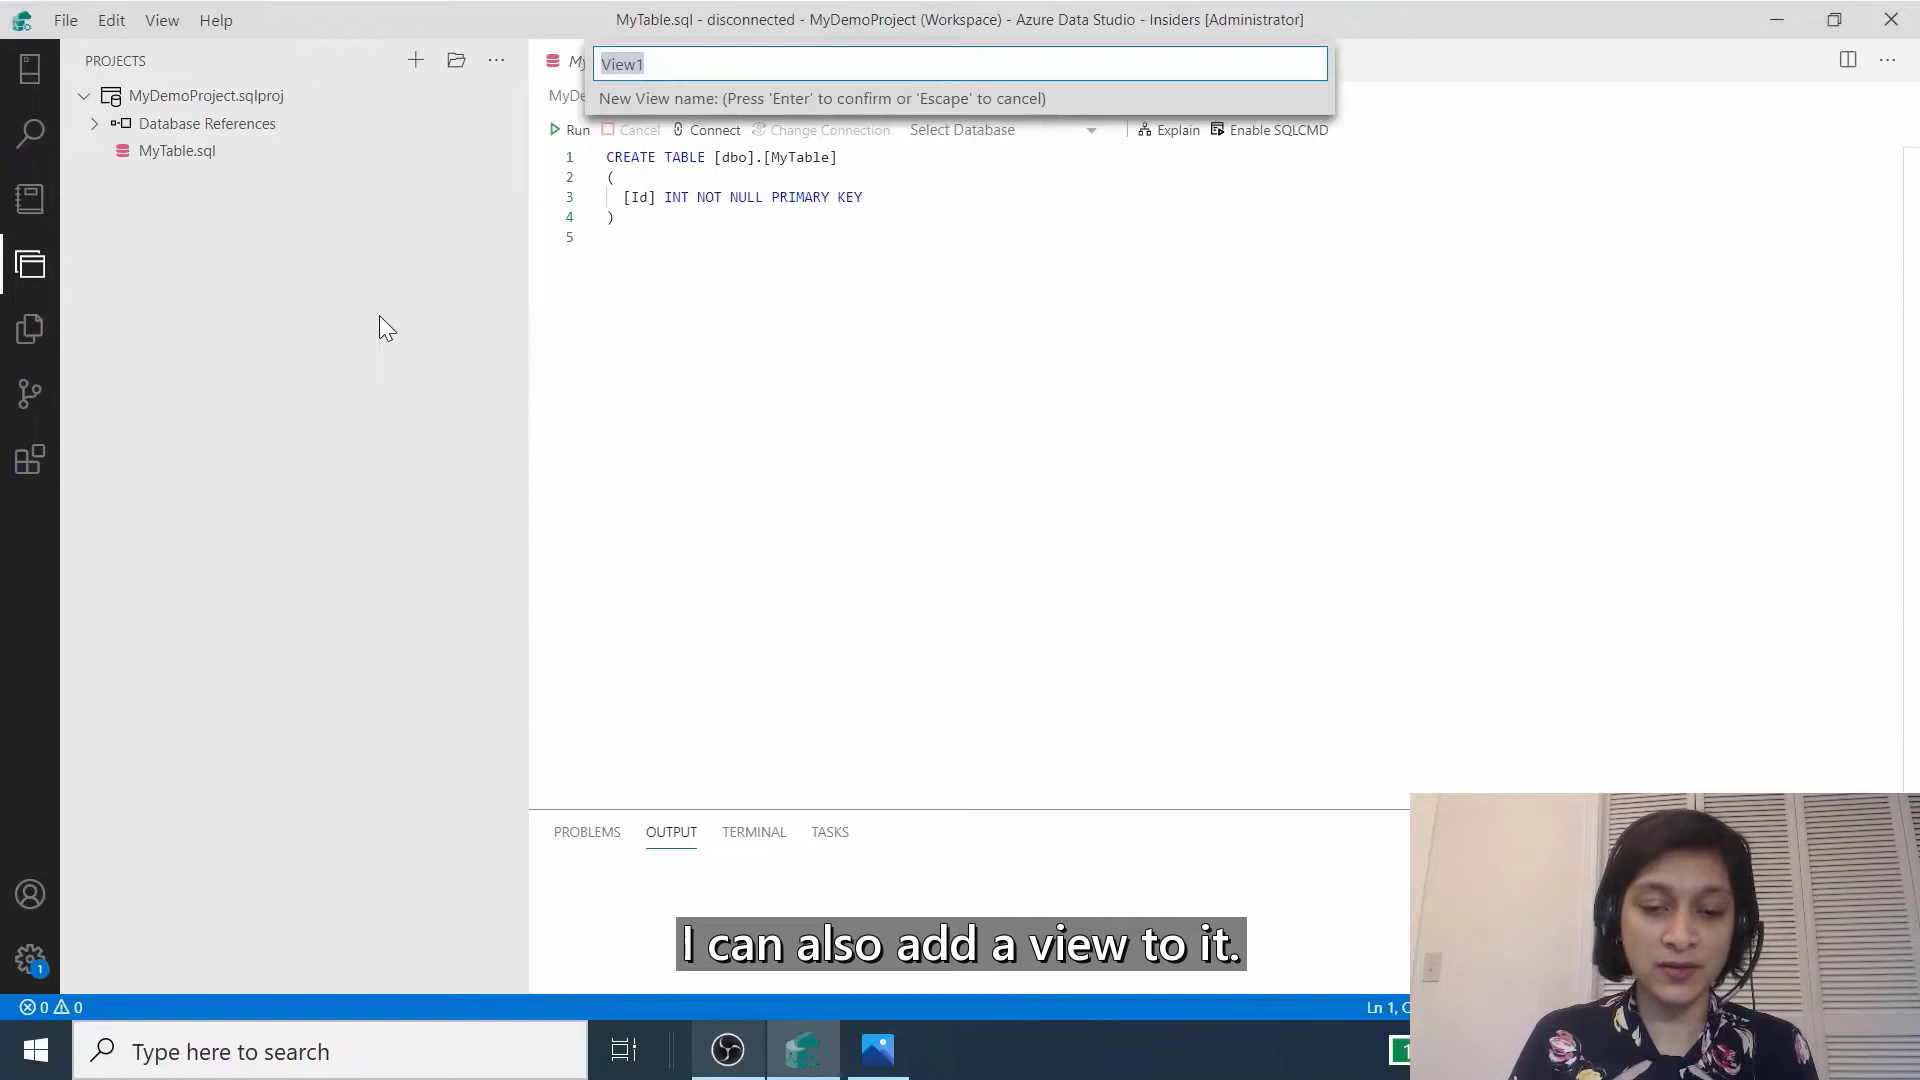 File Edit View Help
MyTable.sql - disconnected - MyDemoProject (Workspace) - Azure Data Studio - Insiders [Administrator]
PROJECTS
MyDemoProject.sqlproj
Database References
MyTable.sql
View1
New View name: (Press 'Enter' to confirm or 'Escape' to cancel)
Run Cancel Connect Change Connection Select Database Explain Enable SQLCMD
1 CREATE TABLE [dbo].[MyTable]
2 (
3 [Id] INT NOT NULL PRIMARY KEY
4 )
5
PROBLEMS OUTPUT TERMINAL TASKS
I can also add a view to it.
1
0 0
Ln 1,
Type here to search